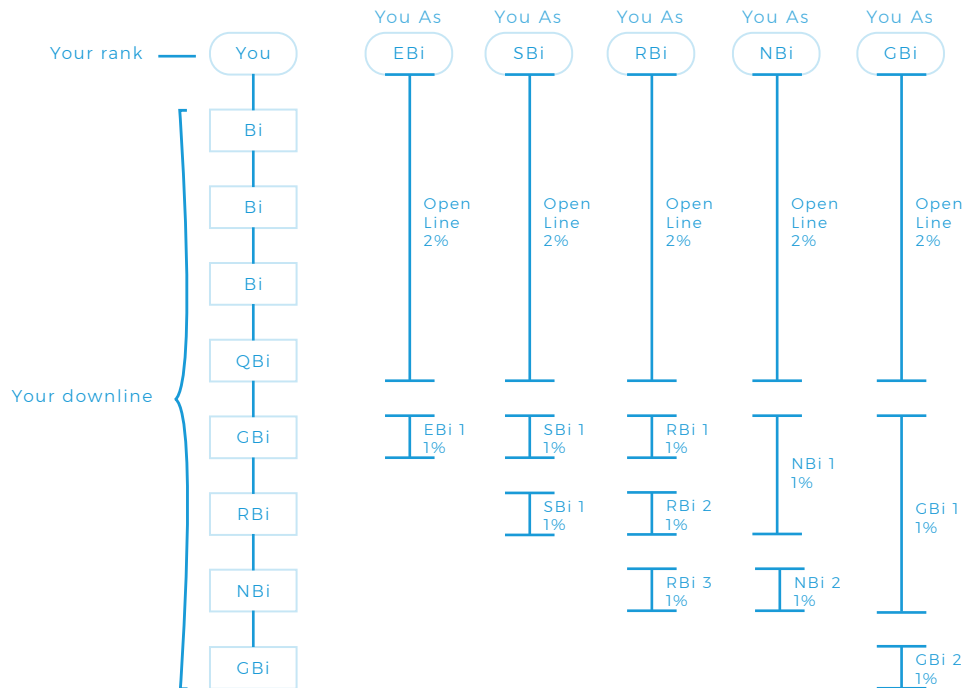 You As
You As
You As
You As
You As
Your rank
You
EBi
SBi
RBi
NBi
GBi
Bi
Bi
Open
Line
2%
Open
Line
2%
Open
Line
2%
Open
Line
2%
Open
Line
2%
Bi
QBi
Your downline
GBi
EBi 1
1%
SBi 1
1%
RBi 1
1%
NBi 1
1%
RBi
SBi 1
1%
RBi 2
1%
GBi 1
1%
NBi
RBi 3
1%
NBi 2
1%
GBi
GBi 2
1%